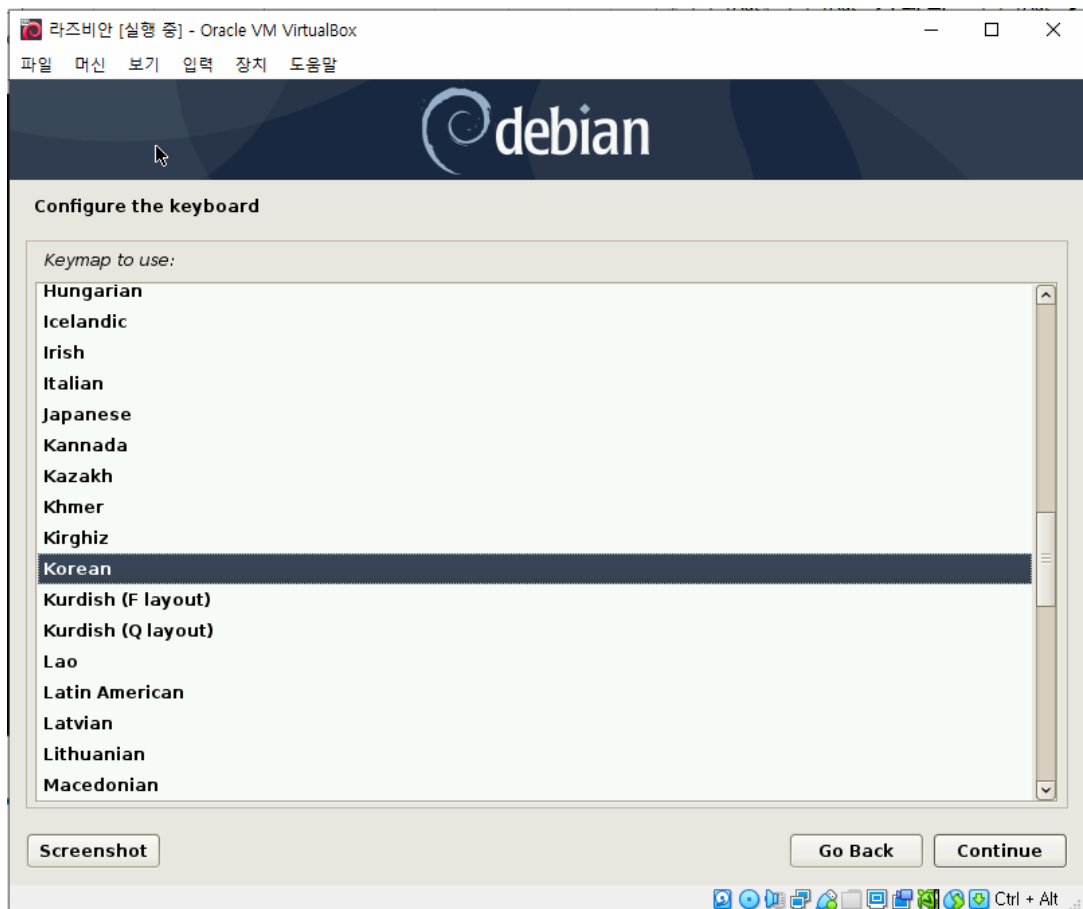 라즈비안 [실행 중] - Oracle VM VirtualBox
파일 머신 보기 입력 장치 도움말
debian
Configure the keyboard
Keymap to use:
Hungarian
Icelandic
Irish
Italian
Japanese
Kannada
Kazakh
Khmer
Kirghiz
Korean
Kurdish (F layout)
Kurdish (Q layout)
Lao
Latin American
Latvian
Lithuanian
Macedonian
Screenshot Go Back Continue
Ctrl + Alt